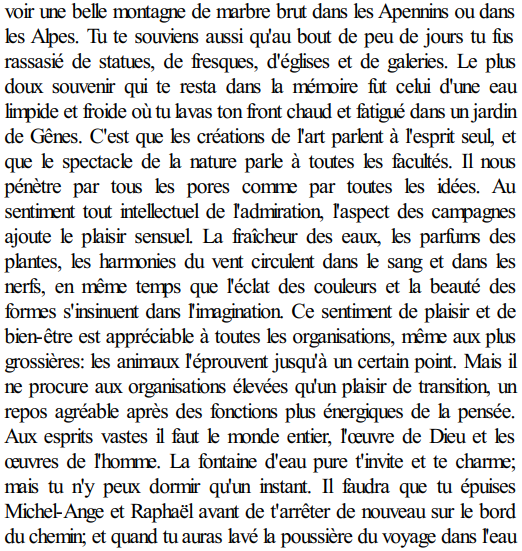 voir une belle montagne de marbre brut dans les Apennins ou dans
les Alpes. Tu te souviens aussi qu'au bout de peu de jours tu fus
rassasié de statues, de fresques, d'églises et de galeries. Le plus
doux souvenir qui te resta dans la mémoire fut celui d'une eau
limpide et froide où tu lavas ton front chaud et fatigué dans un jardin
de Gênes. C'est que les créations de l'art parlent à l'esprit seul, et
que le spectacle de la nature parle à toutes les facultés. Il nous
pénètre par tous les pores comme par toutes les idées. Au
sentiment tout intellectuel de l'admiration, l'aspect des campagnes
ajoute le plaisir sensuel. La fraîcheur des eaux, les parfums des
plantes, les harmonies du vent circulent dans le sang et dans les
nerfs, en même temps que l'éclat des couleurs et la beauté des
formes s'insinuent dans l'imagination. Ce sentiment de plaisir et de
bien-être est appréciable à toutes les organisations, même aux plus
grossières: les animaux l'éprouvent jusqu'à un certain point. Mais il
ne procure aux organisations élevées qu'un plaisir de transition, un
repos agréable après des fonctions plus énergiques de la pensée.
Aux esprits vastes il faut le monde entier, l'œuvre de Dieu et les
œuvres de l'homme. La fontaine d'eau pure t'invite et te charme;
mais tu n'y peux dormir qu'un instant. Il faudra que tu épuises
Michel-Ange et Raphaël avant de t'arrêter de nouveau sur le bord
du chemin; et quand tu auras lavé la poussière du voyage dans l'eau